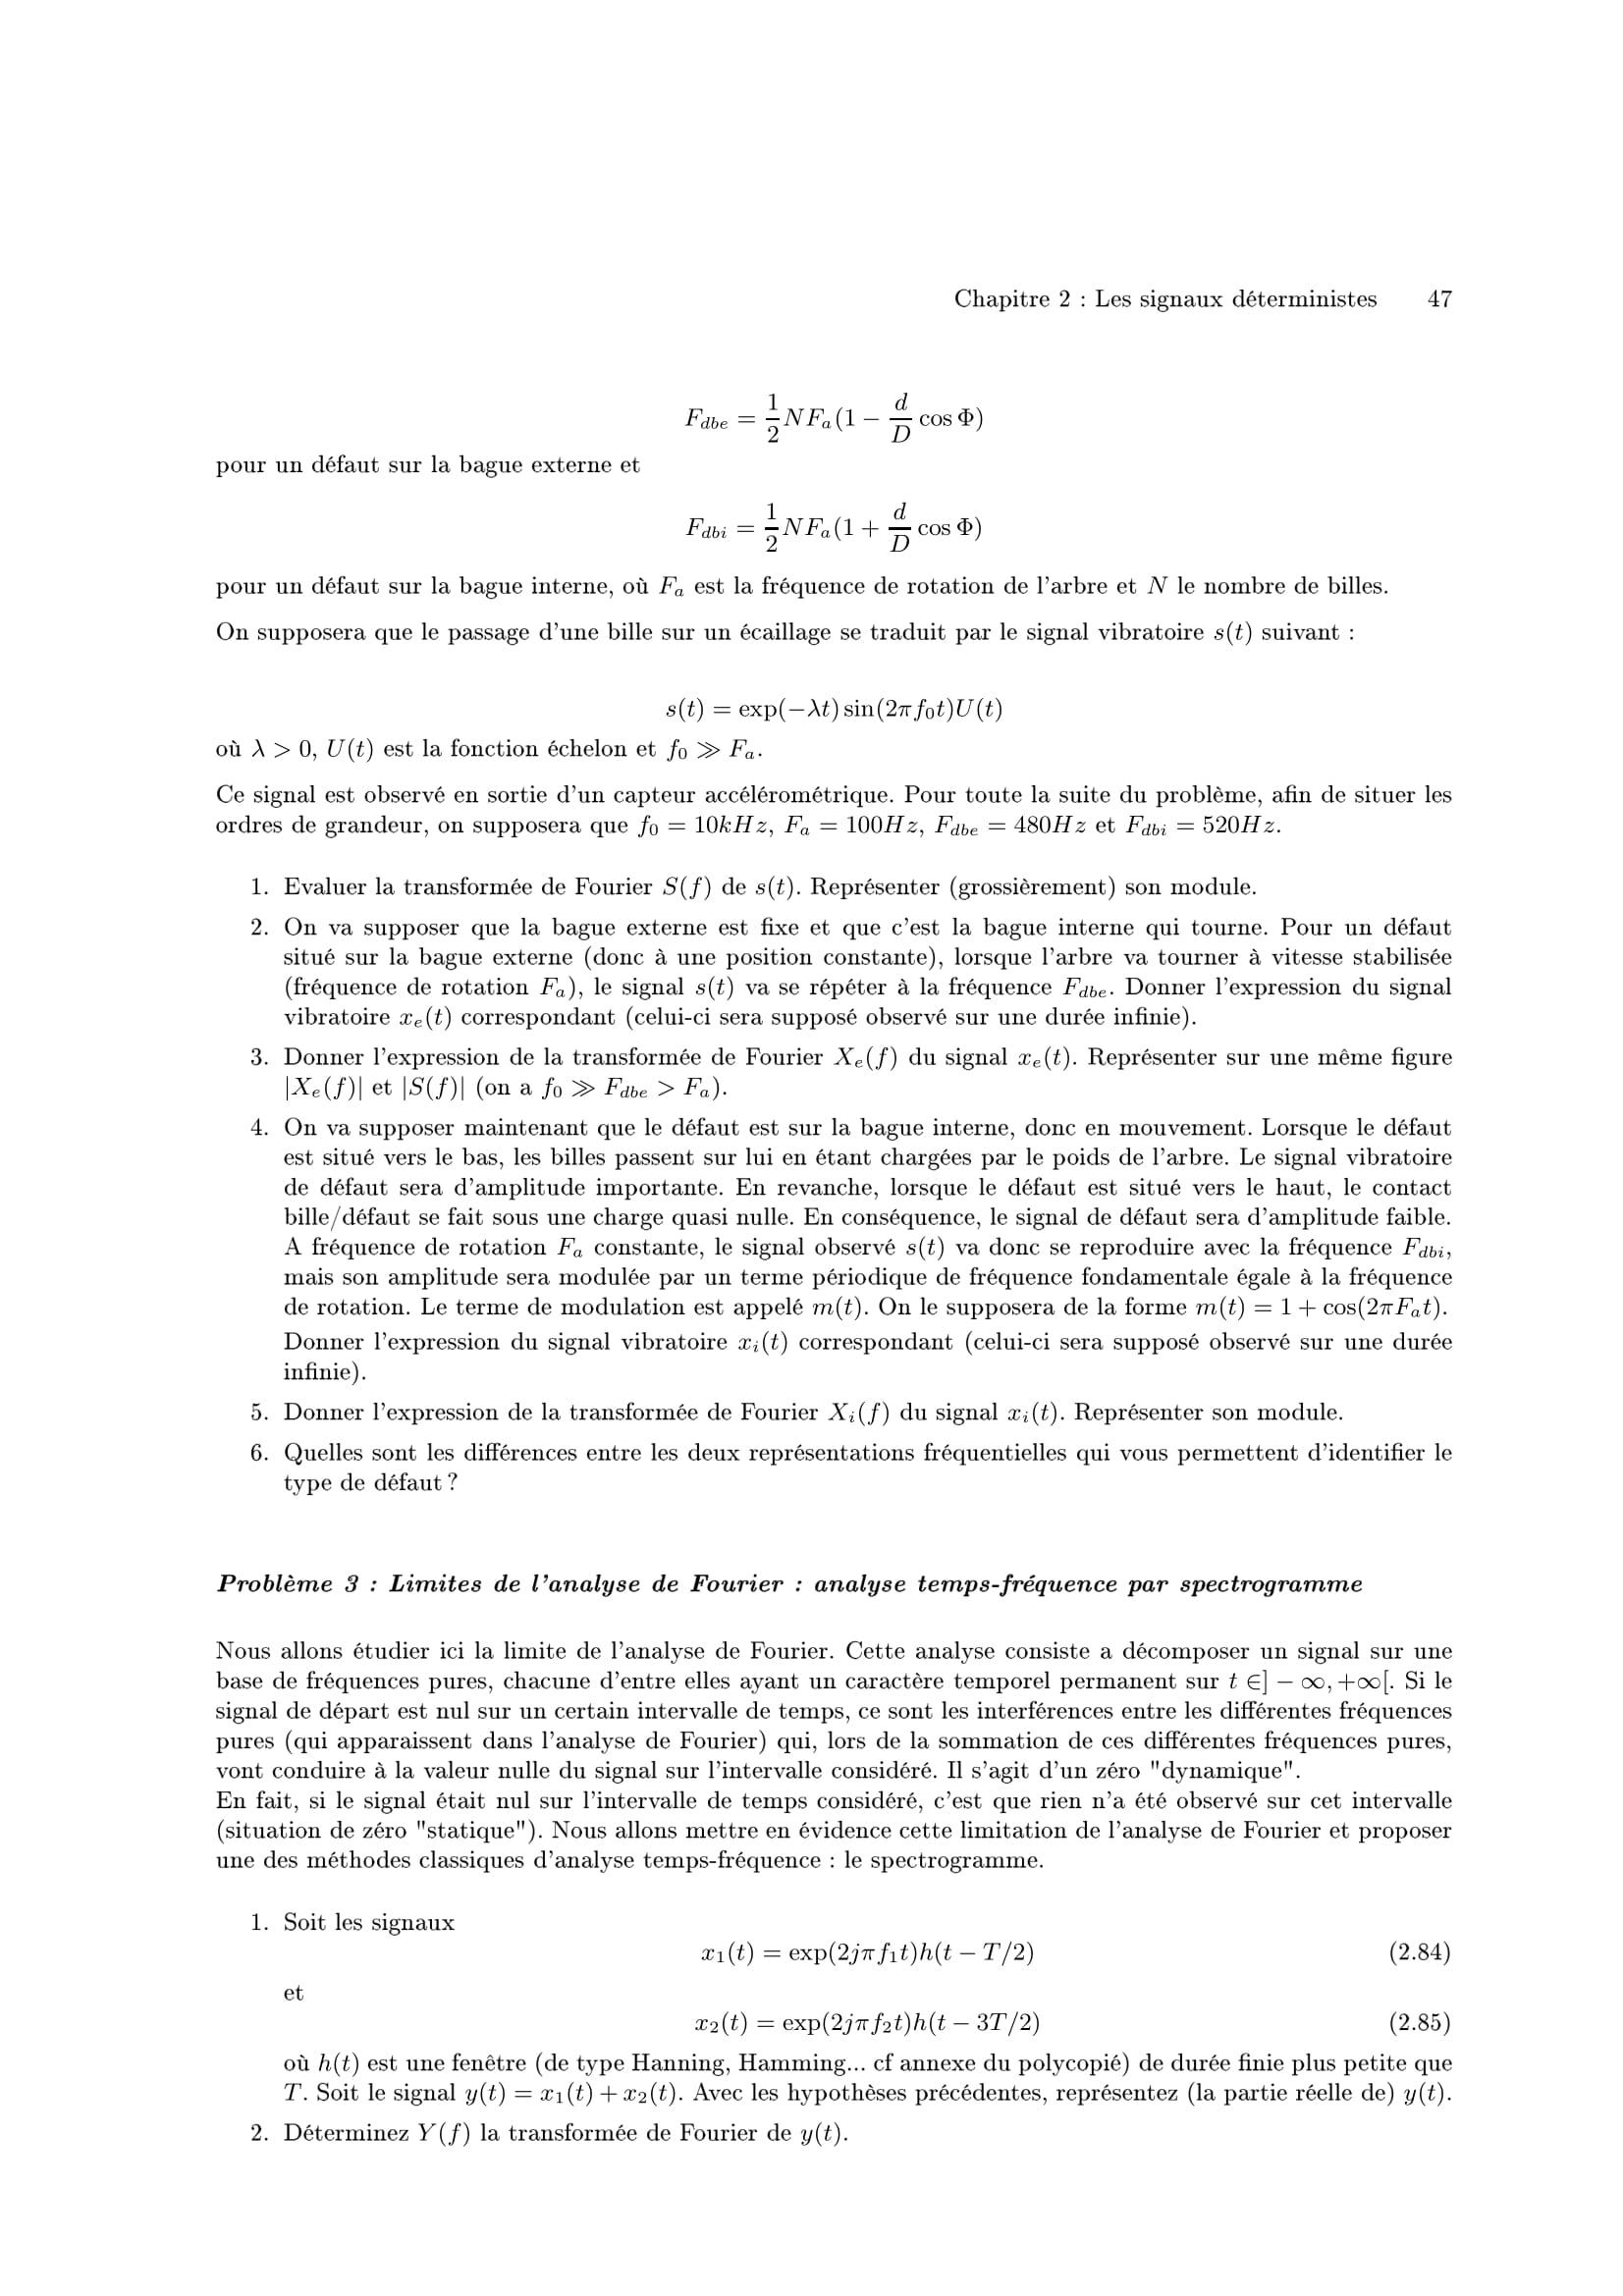 Chapitre 2 : Les signaux déterministes 47
F_{dbe} = \frac{1}{2} N F_a (1 - \frac{d}{D} \cos Φ)
pour un défaut sur la bague externe et
F_{dbi} = \frac{1}{2} N F_a (1 + \frac{d}{D} \cos Φ)
pour un défaut sur la bague interne, où F_a est la fréquence de rotation de l'arbre et N le nombre de billes.
On supposera que le passage d'une bille sur un écaillage se traduit par le signal vibratoire s(t) suivant :
s(t) = exp(−λt) sin(2πf_0t)U(t)
où λ > 0, U(t) est la fonction échelon et f_0 ≫ F_a.
Ce signal est observé en sortie d'un capteur accélérométrique. Pour toute la suite du problème, afin de situer les
ordres de grandeur, on supposera que f_0 = 10kHz, F_a = 100Hz, F_{dbe} = 480Hz et F_{dbi} = 520Hz.
1. Evaluer la transformée de Fourier S(f) de s(t). Représenter (grossièrement) son module.
2. On va supposer que la bague externe est fixe et que c'est la bague interne qui tourne. Pour un défaut
situé sur la bague externe (donc à une position constante), lorsque l'arbre va tourner à vitesse stabilisée
(fréquence de rotation F_a), le signal s(t) va se répéter à la fréquence F_{dbe}. Donner l'expression du signal
vibratoire x_e(t) correspondant (celui-ci sera supposé observé sur une durée infinie).
3. Donner l'expression de la transformée de Fourier X_e(f) du signal x_e(t). Représenter sur une même figure
|X_e(f)| et |S(f)| (on a f_0 ≫ F_{dbe} > F_a).
4. On va supposer maintenant que le défaut est sur la bague interne, donc en mouvement. Lorsque le défaut
est situé vers le bas, les billes passent sur lui en étant chargées par le poids de l'arbre. Le signal vibratoire
de défaut sera d'amplitude importante. En revanche, lorsque le défaut est situé vers le haut, le contact
bille/défaut se fait sous une charge quasi nulle. En conséquence, le signal de défaut sera d'amplitude faible.
A fréquence de rotation F_a constante, le signal observé s(t) va donc se reproduire avec la fréquence F_{dbi},
mais son amplitude sera modulée par un terme périodique de fréquence fondamentale égale à la fréquence
de rotation. Le terme de modulation est appelé m(t). On le supposera de la forme m(t) = 1 + cos(2πF_at).
Donner l'expression du signal vibratoire x_i(t) correspondant (celui-ci sera supposé observé sur une durée
infinie).
5. Donner l'expression de la transformée de Fourier X_i(f) du signal x_i(t). Représenter son module.
6. Quelles sont les différences entre les deux représentations fréquentielles qui vous permettent d'identifier le
type de défaut ?
Problème 3 : Limites de l'analyse de Fourier : analyse temps-fréquence par spectrogramme
Nous allons étudier ici la limite de l'analyse de Fourier. Cette analyse consiste a décomposer un signal sur une
base de fréquences pures, chacune d'entre elles ayant un caractère temporel permanent sur t ∈] − ∞, +∞[. Si le
signal de départ est nul sur un certain intervalle de temps, ce sont les interférences entre les différentes fréquences
pures (qui apparaissent dans l'analyse de Fourier) qui, lors de la sommation de ces différentes fréquences pures,
vont conduire à la valeur nulle du signal sur l'intervalle considéré. Il s'agit d'un zéro "dynamique".
En fait, si le signal était nul sur l'intervalle de temps considéré, c'est que rien n'a été observé sur cet intervalle
(situation de zéro "statique"). Nous allons mettre en évidence cette limitation de l'analyse de Fourier et proposer
une des méthodes classiques d'analyse temps-fréquence : le spectrogramme.
1. Soit les signaux
x_1(t) = exp(2jπf_1t)h(t − T/2) (2.84)
et
x_2(t) = exp(2jπf_2t)h(t − 3T/2) (2.85)
où h(t) est une fenêtre (de type Hanning, Hamming... cf annexe du polycopié) de durée finie plus petite que
T. Soit le signal y(t) = x_1(t) + x_2(t). Avec les hypothèses précédentes, représentez (la partie réelle de) y(t).
2. Déterminez Y(f) la transformée de Fourier de y(t).